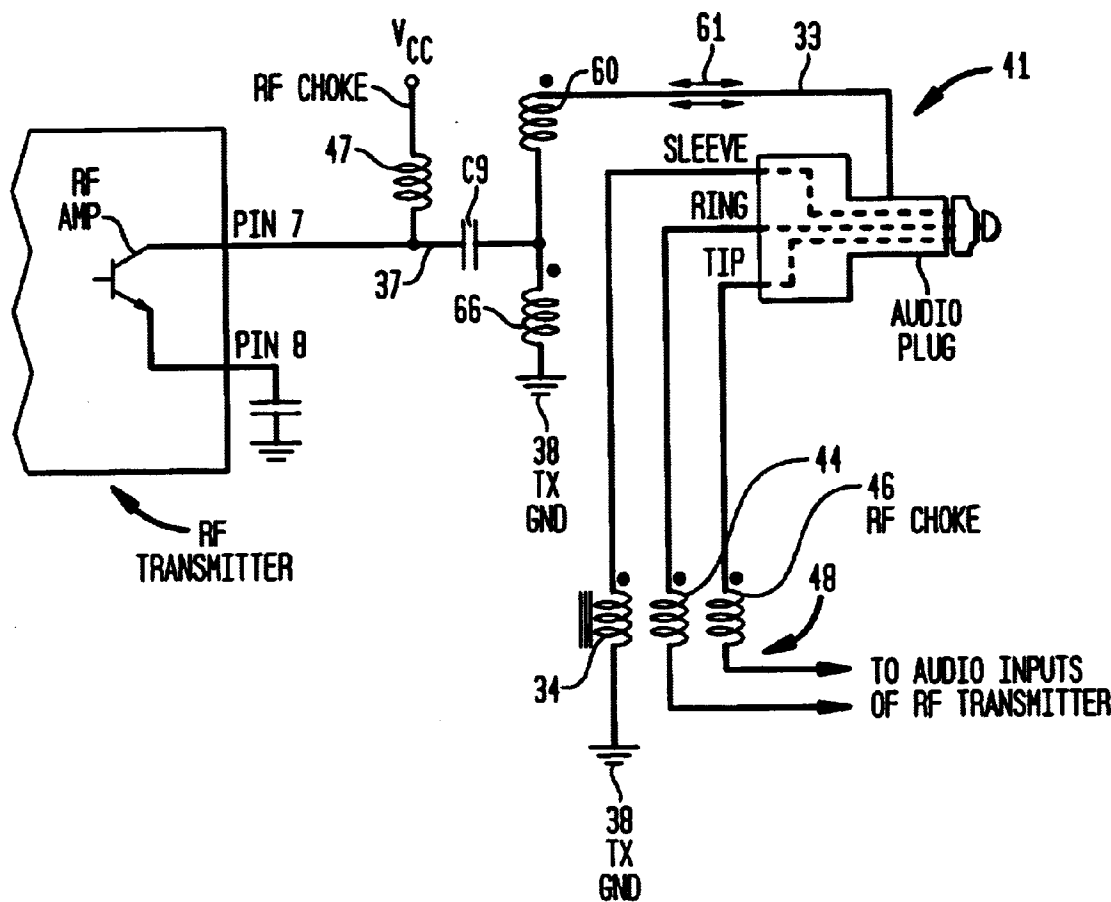 VCC
RF CHOKE
47
C9
60
61
33
41
SLEEVE
RING
TIP
AUDIO
PLUG
RF
AMP
PIN 7
37
PIN 8
66
38
TX
GND
RF
TRANSMITTER
44
46
RF CHOKE
48
34
TO AUDIO INPUTS
OF RF TRANSMITTER
38
TX
GND